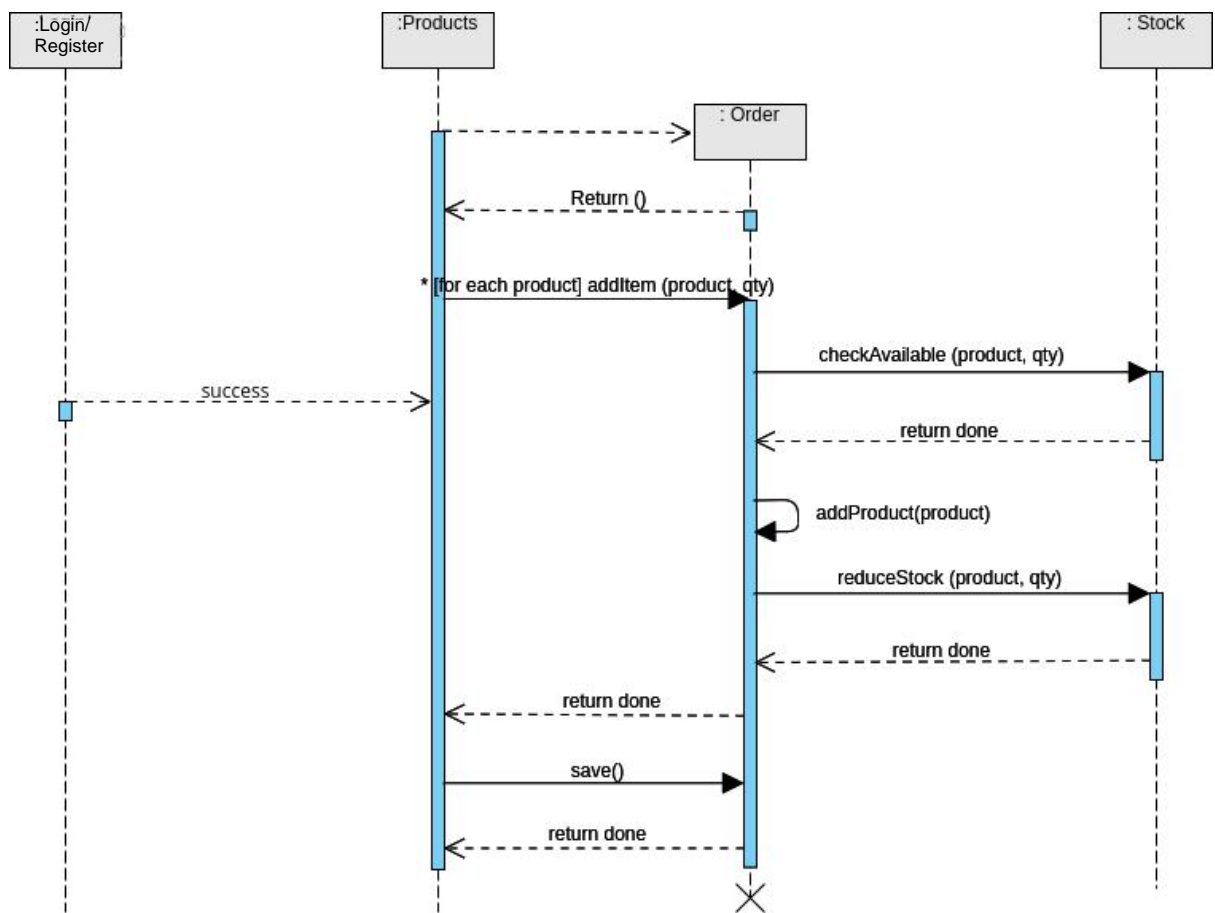 :Login/
Register
:Products
: Stock
: Order
Return ()
* [for each product] addItem (product, qty)
checkAvailable (product, qty)
success
return done
addProduct(product)
reduceStock (product, qty)
return done
return done
save()
return done